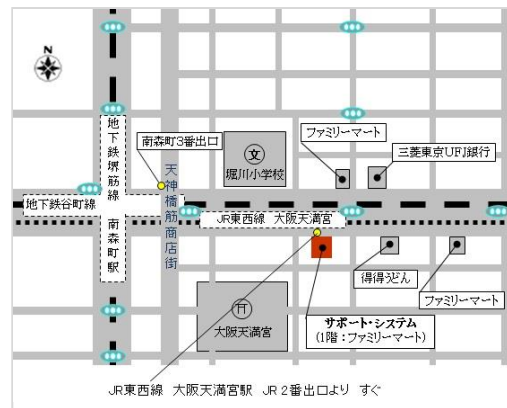 N
南森町3番出口
文
堀川小学校
ファミリーマート
三菱東京UFJ銀行
地下鉄堺筋線 南森町駅
天神橋筋商店街
地下鉄谷町線
JR東西線 大阪天満宮
得得うどん
ファミリーマート
大阪天満宮
サポート・システム
(1階:ファミリーマート)
JR東西線 大阪天満宮駅 JR2番出口より すぐ